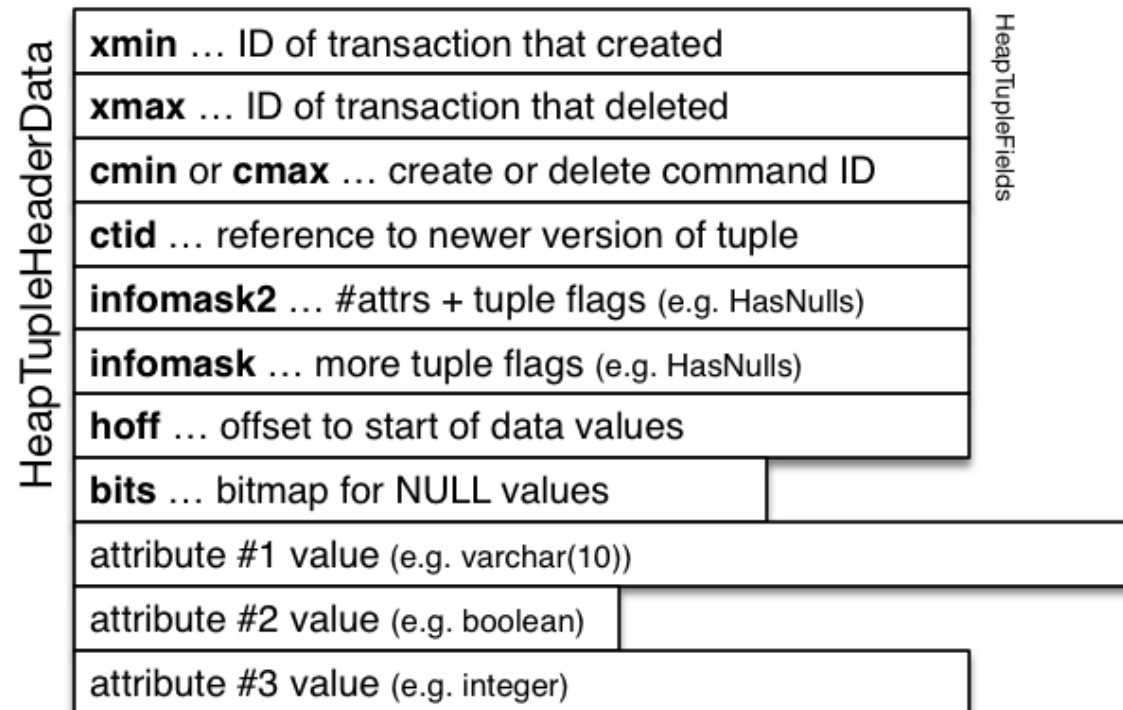 HeapTupleHeaderData
HeapTupleFields
xmin … ID of transaction that created
xmax … ID of transaction that deleted
cmin or cmax … create or delete command ID
ctid … reference to newer version of tuple
infomask2 … #attrs + tuple flags (e.g. HasNulls)
infomask … more tuple flags (e.g. HasNulls)
hoff … offset to start of data values
bits … bitmap for NULL values
attribute #1 value (e.g. varchar(10))
attribute #2 value (e.g. boolean)
attribute #3 value (e.g. integer)